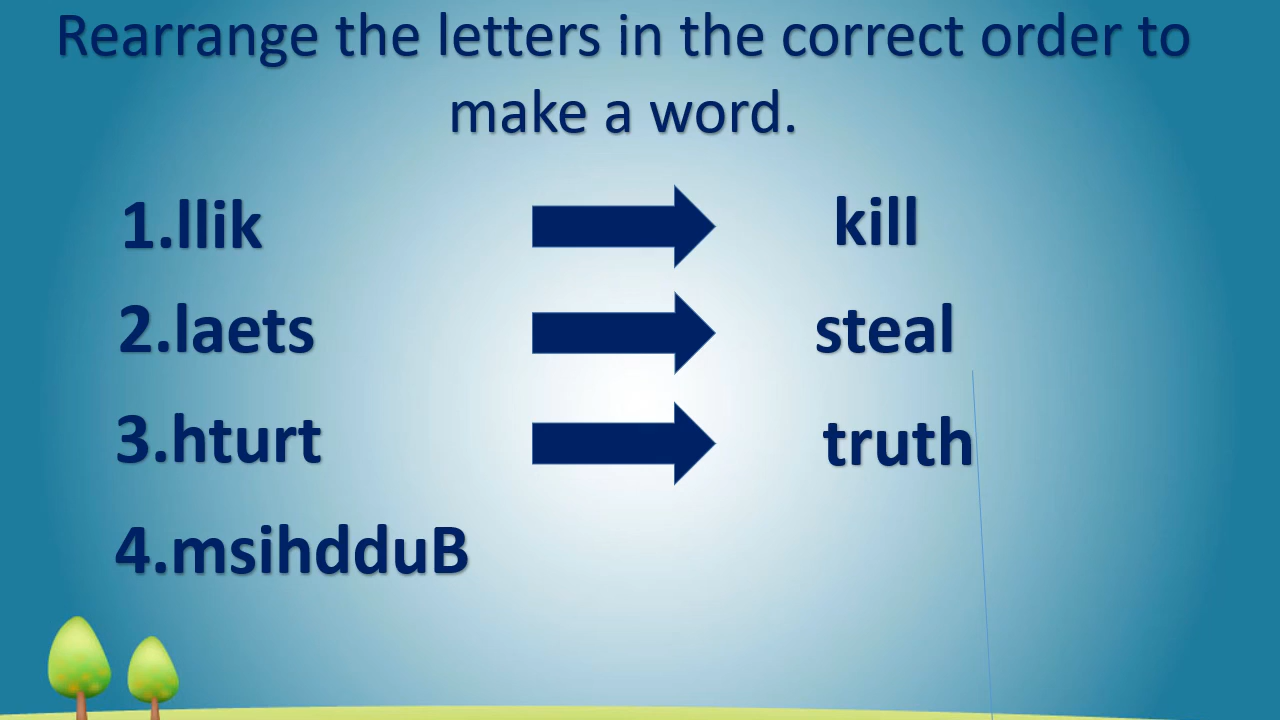 Rearrange the letters in the correct order to
make a word.
1.llik kill
2.laets steal
3.hturt truth
4.msihdduB